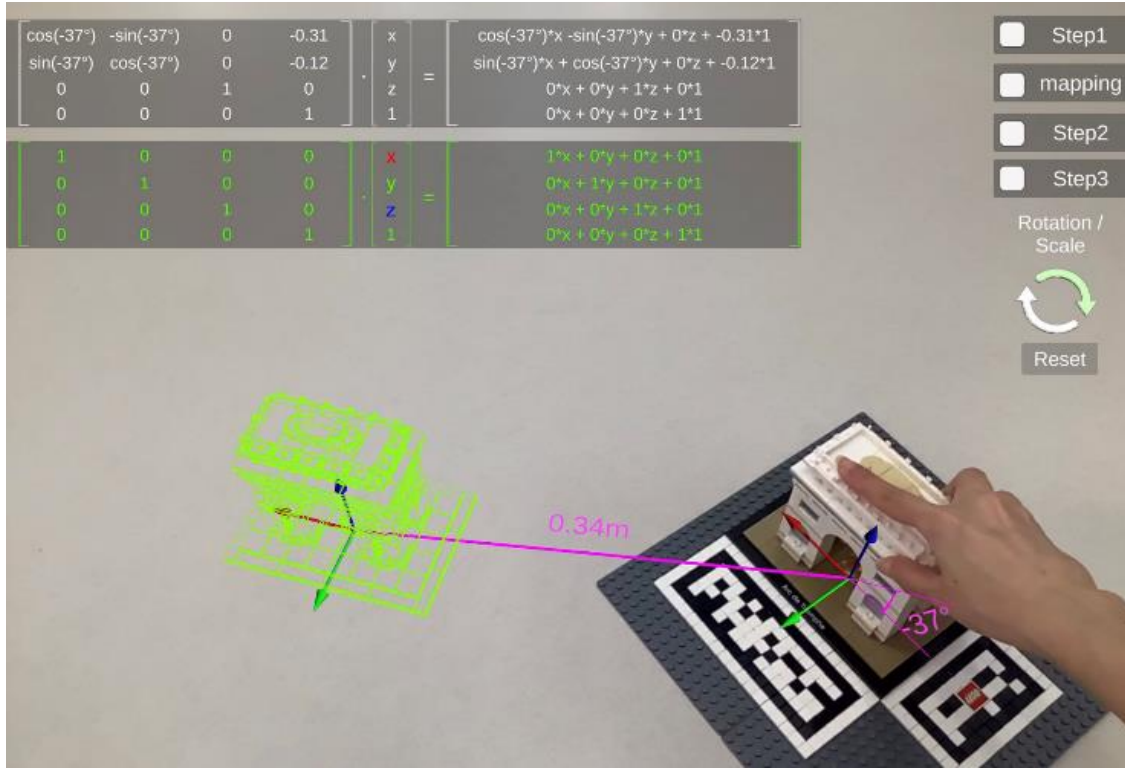 cos(-37°) -sin(-37°) 0 -0.31 x cos(-37°)*x -sin(-37°)*y + 0*z + -0.31*1
sin(-37°) cos(-37°) 0 -0.12 · y = sin(-37°)*x + cos(-37°)*y + 0*z + -0.12*1
0 0 1 0 z 0*x + 0*y + 1*z + 0*1
0 0 0 1 1 0*x + 0*y + 0*z + 1*1
1 0 0 0 x 1*x + 0*y + 0*z + 0*1
0 1 0 0 · y = 0*x + 1*y + 0*z + 0*1
0 0 1 0 z 0*x + 0*y + 1*z + 0*1
0 0 0 1 1 0*x + 0*y + 0*z + 1*1
Step1
mapping
Step2
Step3
Rotation /
Scale
Reset
0.34m
-37°
Arc de Triomphe
LEGO